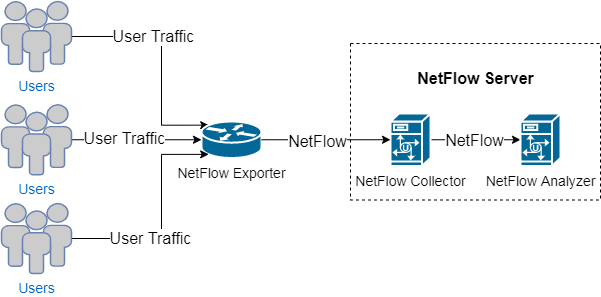 User Traffic
Users
NetFlow Server
User Traffic
NetFlow
NetFlow
NetFlow Exporter
NetFlow Collector
NetFlow Analyzer
Users
User Traffic
Users